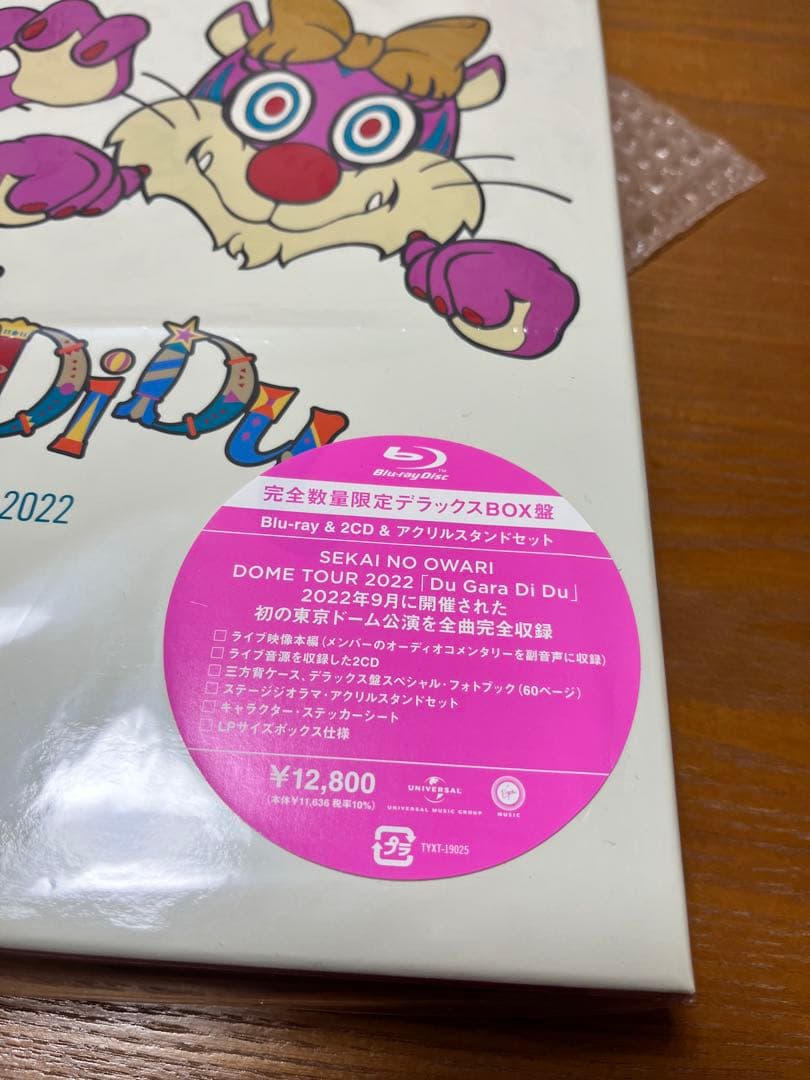 DiDu
2022
Blu-ray Disc™
完全数量限定デラックスBOX盤
Blu-ray & 2CD & アクリルスタンドセット
SEKAI NO OWARI
DOME TOUR 2022「Du Gara Di Du」
2022年9月に開催された
初の東京ドーム公演を全曲完全収録
□ ライブ映像本編(メンバーのオーディオコメンタリーを副音声に収録)
□ ライブ音源を収録した2CD
□ 三方背ケース、デラックス盤スペシャル・フォトブック(60ページ)
□ ステージジオラマ・アクリルスタンドセット
□ キャラクター・ステッカーシート
□ LPサイズボックス仕様
¥12,800
(本体¥11,636 税率10%)
UNIVERSAL
UNIVERSAL MUSIC GROUP
Virgin
MUSIC
プラ
TYXT-19025